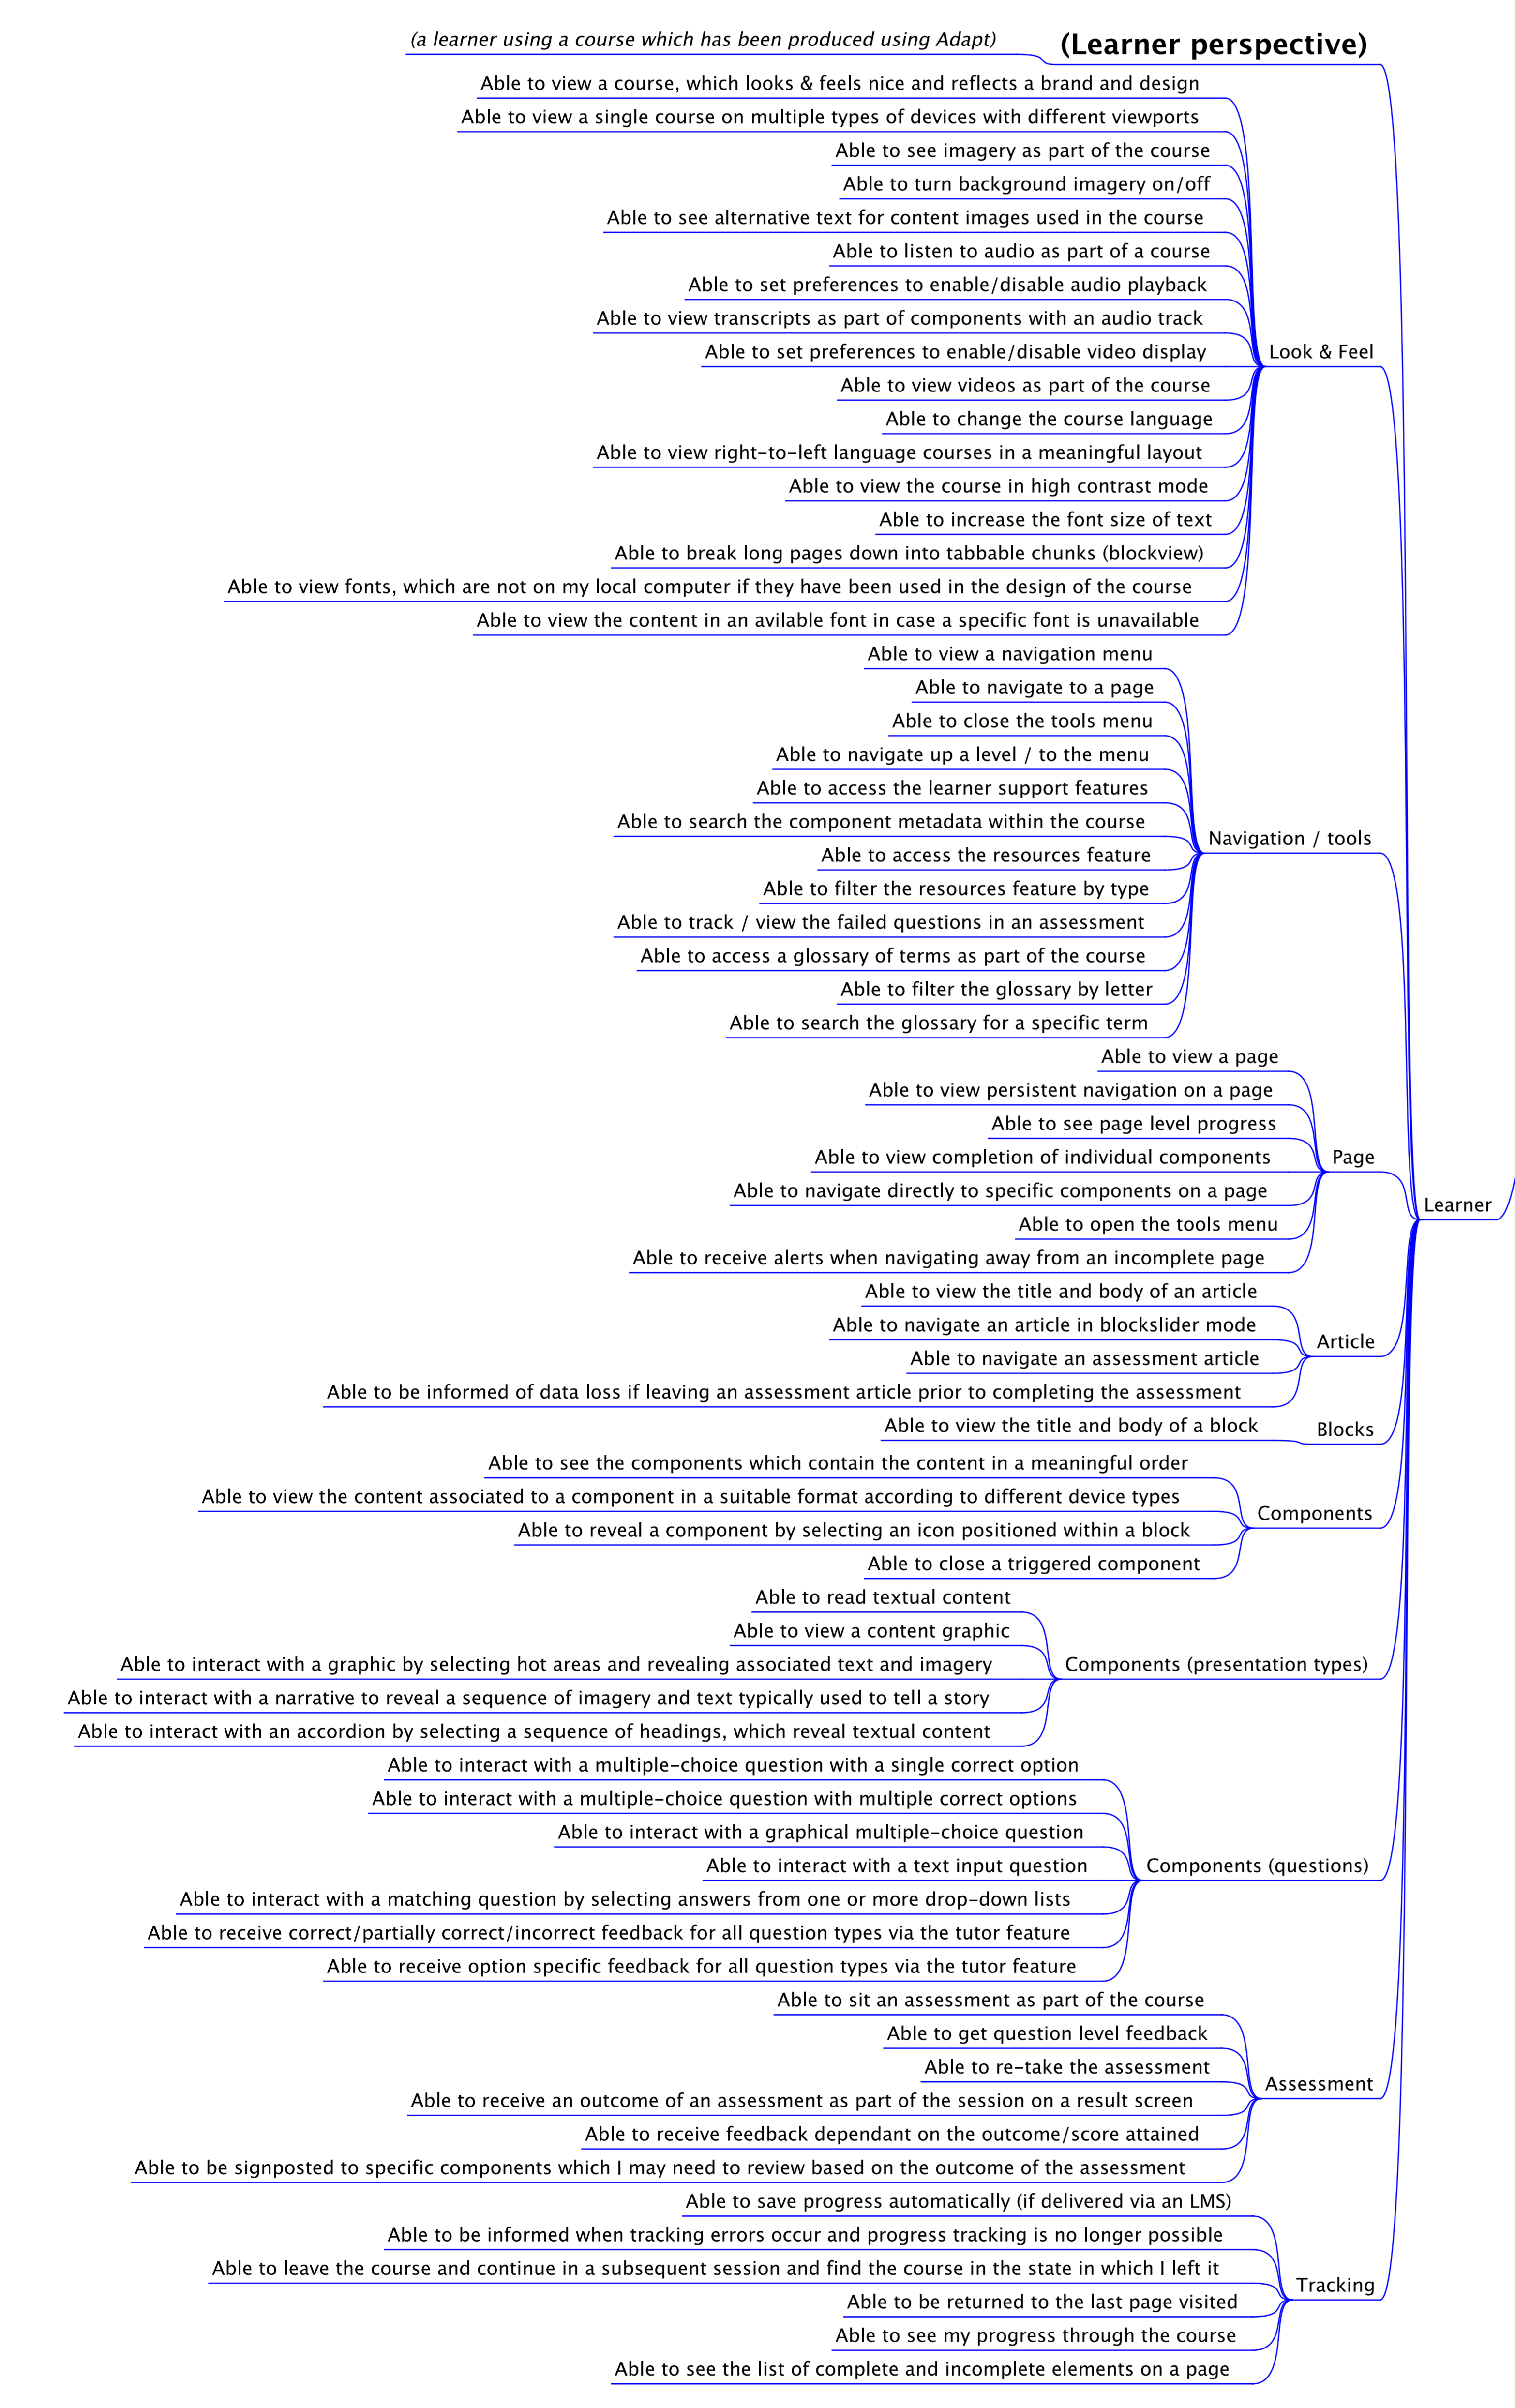 (a learner using a course which has been produced using Adapt)
(Learner perspective)
Able to view a course, which looks & feels nice and reflects a brand and design
Able to view a single course on multiple types of devices with different viewports
Able to see imagery as part of the course
Able to turn background imagery on/off
Able to see alternative text for content images used in the course
Able to listen to audio as part of a course
Able to set preferences to enable/disable audio playback
Able to view transcripts as part of components with an audio track
Able to set preferences to enable/disable video display
Look & Feel
Able to view videos as part of the course
Able to change the course language
Able to view right-to-left language courses in a meaningful layout
Able to view the course in high contrast mode
Able to increase the font size of text
Able to break long pages down into tabbable chunks (blockview)
Able to view fonts, which are not on my local computer if they have been used in the design of the course
Able to view the content in an avilable font in case a specific font is unavailable
Able to view a navigation menu
Able to navigate to a page
Able to close the tools menu
Able to navigate up a level / to the menu
Able to access the learner support features
Able to search the component metadata within the course
Navigation / tools
Able to access the resources feature
Able to filter the resources feature by type
Able to track / view the failed questions in an assessment
Able to access a glossary of terms as part of the course
Able to filter the glossary by letter
Able to search the glossary for a specific term
Able to view a page
Able to view persistent navigation on a page
Able to see page level progress
Able to view completion of individual components
Page
Able to navigate directly to specific components on a page
Learner
Able to open the tools menu
Able to receive alerts when navigating away from an incomplete page
Able to view the title and body of an article
Able to navigate an article in blockslider mode
Article
Able to navigate an assessment article
Able to be informed of data loss if leaving an assessment article prior to completing the assessment
Able to view the title and body of a block
Blocks
Able to see the components which contain the content in a meaningful order
Able to view the content associated to a component in a suitable format according to different device types
Components
Able to reveal a component by selecting an icon positioned within a block
Able to close a triggered component
Able to read textual content
Able to view a content graphic
Able to interact with a graphic by selecting hot areas and revealing associated text and imagery
Components (presentation types)
Able to interact with a narrative to reveal a sequence of imagery and text typically used to tell a story
Able to interact with an accordion by selecting a sequence of headings, which reveal textual content
Able to interact with a multiple-choice question with a single correct option
Able to interact with a multiple-choice question with multiple correct options
Able to interact with a graphical multiple-choice question
Able to interact with a text input question
Components (questions)
Able to interact with a matching question by selecting answers from one or more drop-down lists
Able to receive correct/partially correct/incorrect feedback for all question types via the tutor feature
Able to receive option specific feedback for all question types via the tutor feature
Able to sit an assessment as part of the course
Able to get question level feedback
Able to re-take the assessment
Assessment
Able to receive an outcome of an assessment as part of the session on a result screen
Able to receive feedback dependant on the outcome/score attained
Able to be signposted to specific components which I may need to review based on the outcome of the assessment
Able to save progress automatically (if delivered via an LMS)
Able to be informed when tracking errors occur and progress tracking is no longer possible
Able to leave the course and continue in a subsequent session and find the course in the state in which I left it
Tracking
Able to be returned to the last page visited
Able to see my progress through the course
Able to see the list of complete and incomplete elements on a page